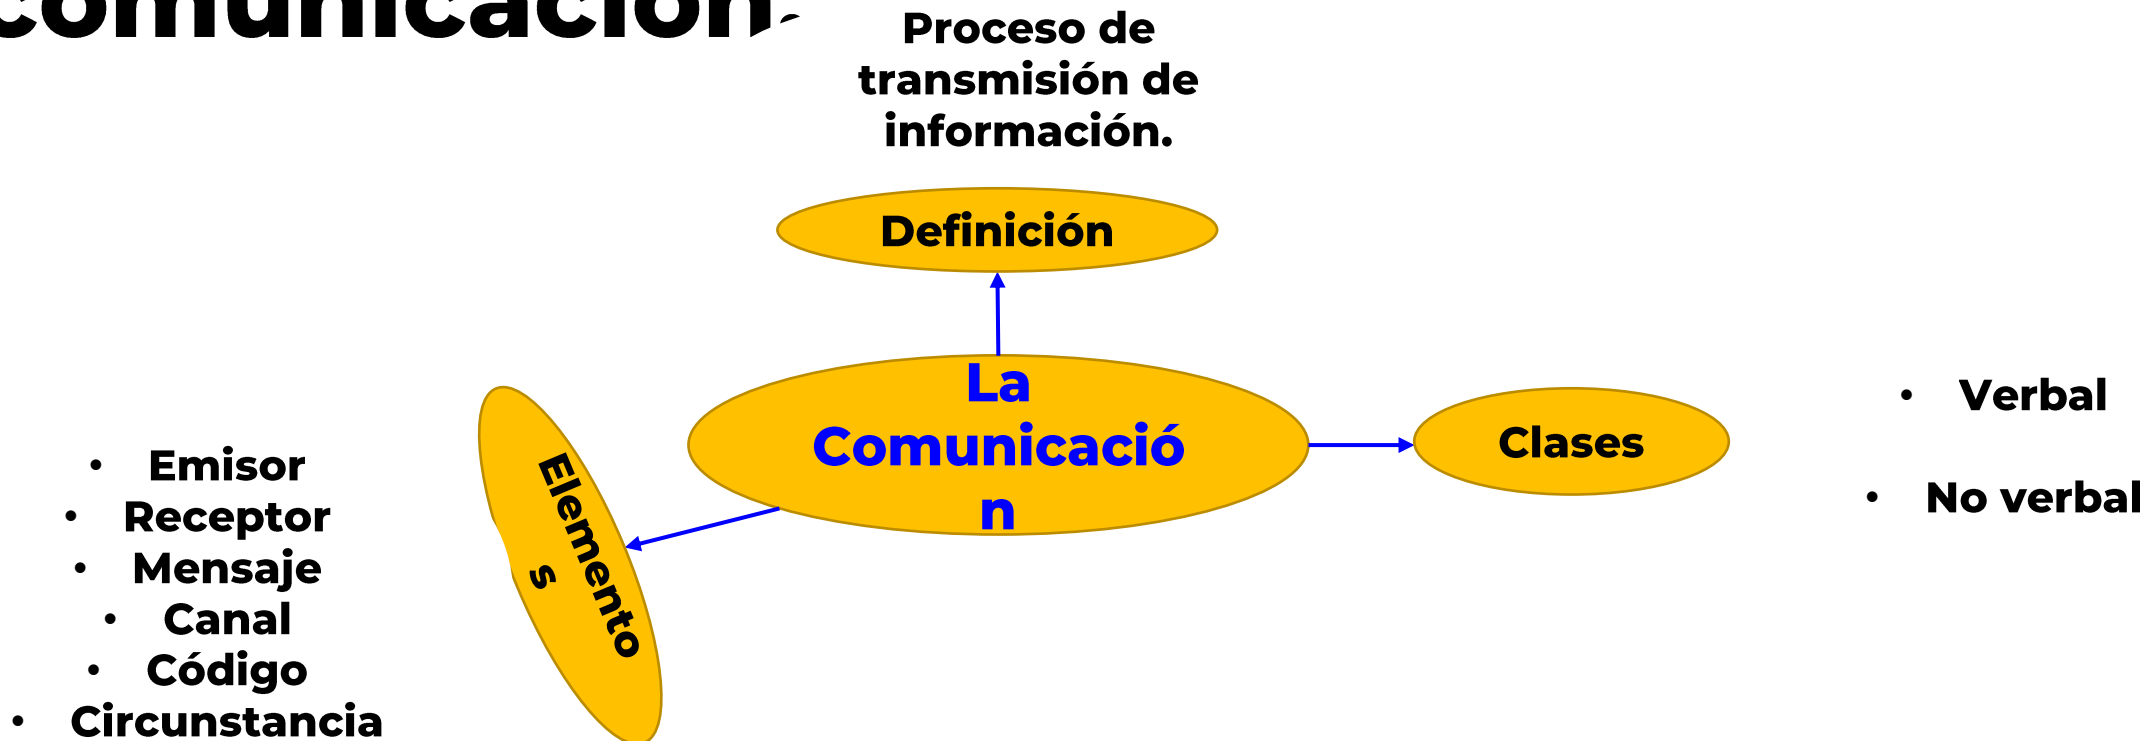 comunicación
Proceso de
transmisión de
información.
Definición
La
Comunicació
n
Clases
• Verbal
• No verbal
Elemento
s
• Emisor
• Receptor
• Mensaje
• Canal
• Código
• Circunstancia